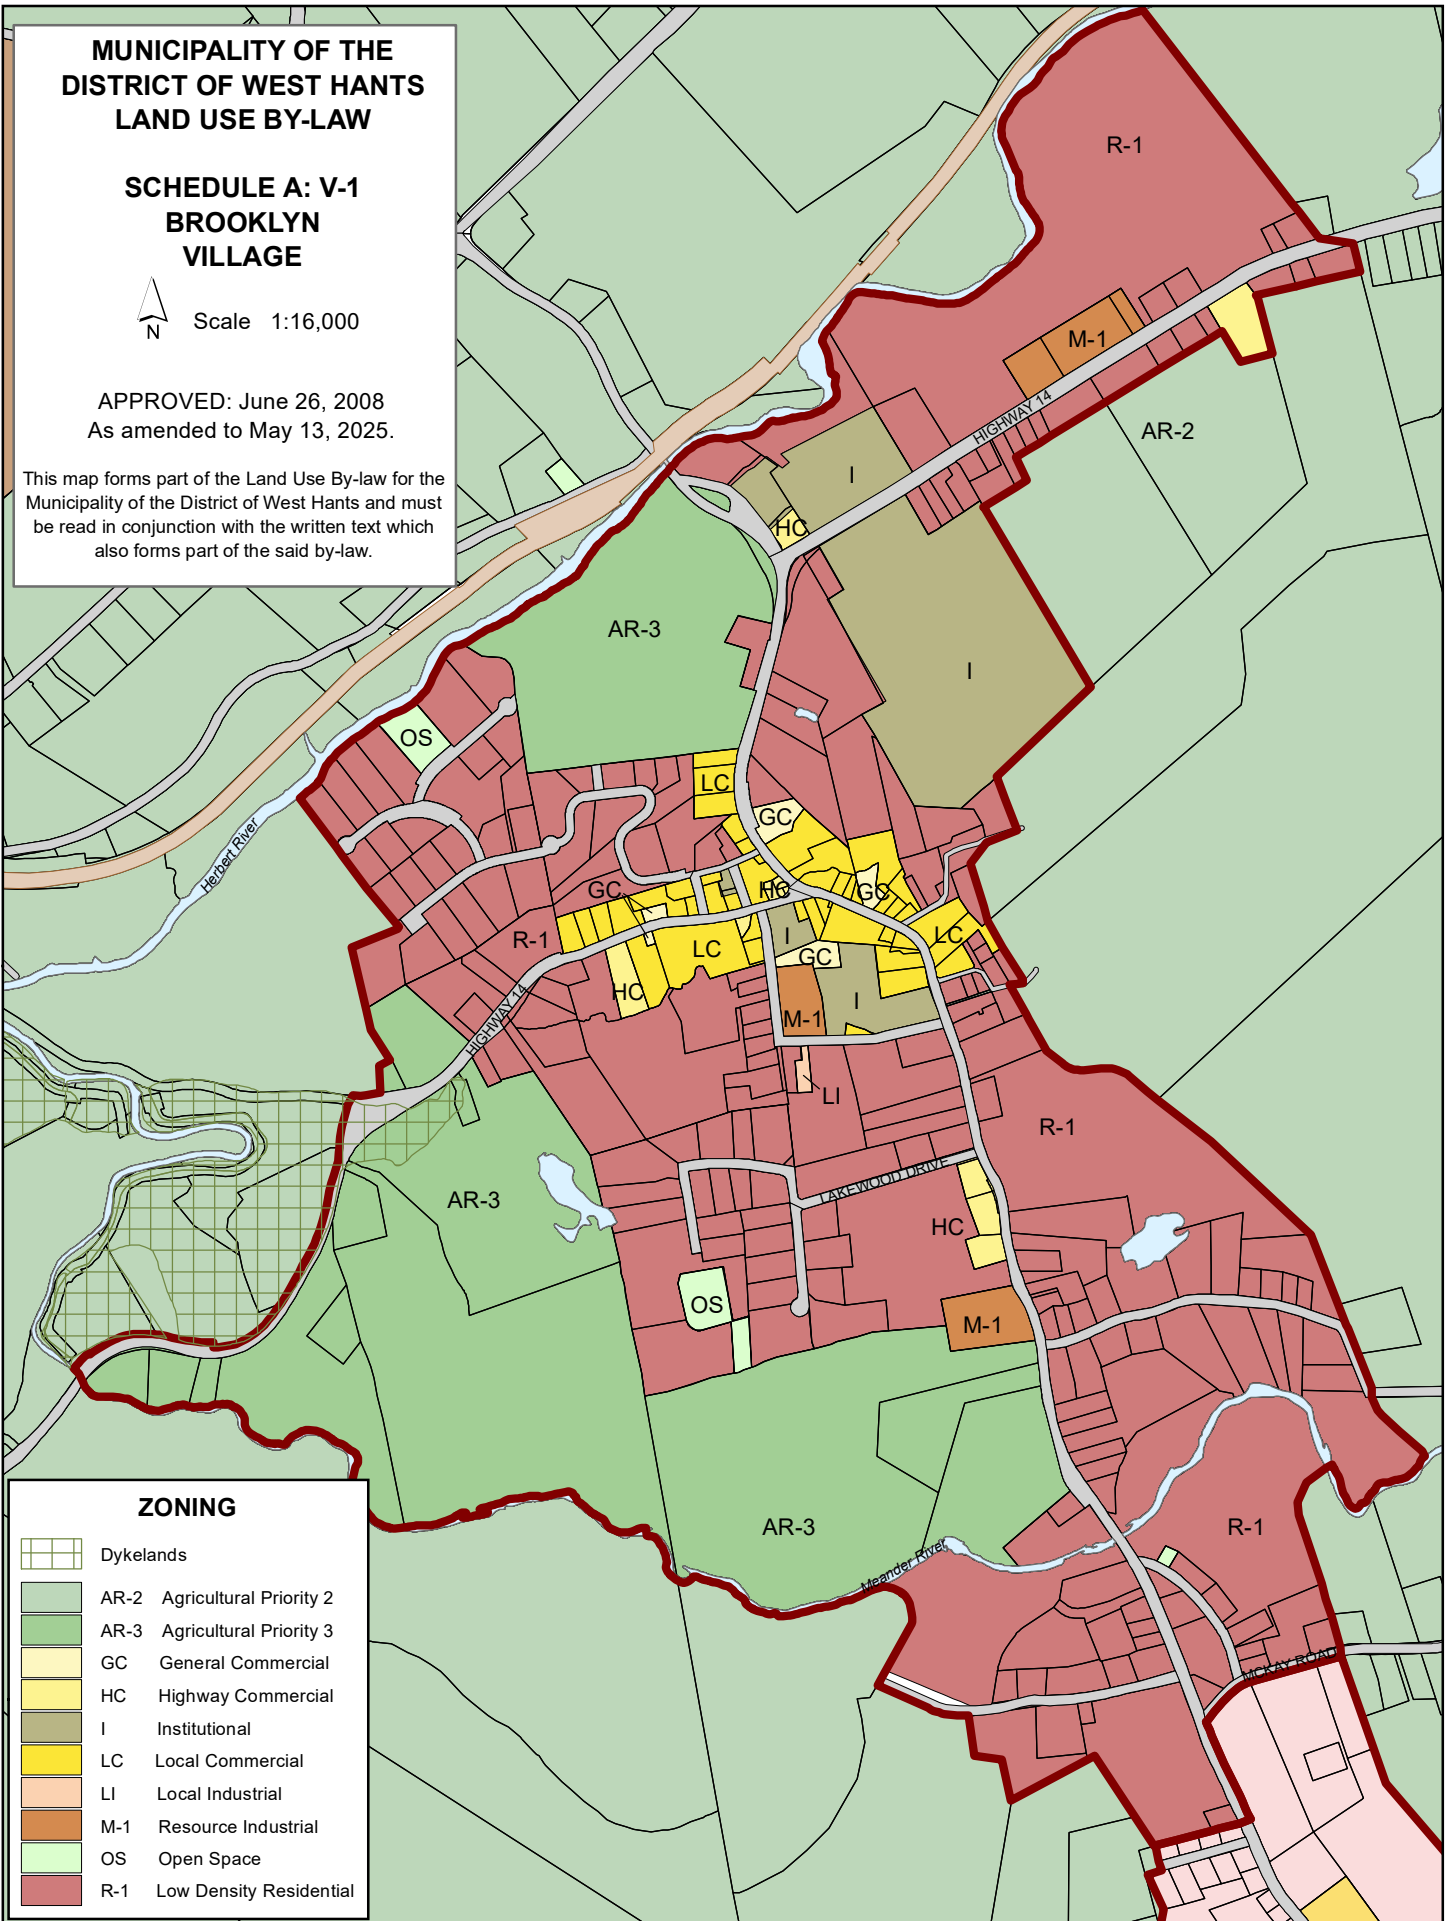 MUNICIPALITY OF THE
DISTRICT OF WEST HANTS
LAND USE BY-LAW
SCHEDULE A: V-1
BROOKLYN
VILLAGE
N
Scale 1:16,000
APPROVED: June 26, 2008
As amended to May 13, 2025.
This map forms part of the Land Use By-law for the
Municipality of the District of West Hants and must
be read in conjunction with the written text which
also forms part of the said by-law.
R-1
M-1
HIGHWAY 14
AR-2
I
HC
AR-3
I
OS
LC
GC
Herbert River
GC
I
HC
GC
R-1
LC
I
LC
GC
HC
I
M-1
HIGHWAY 14
LI
R-1
LAKEWOOD DRIVE
AR-3
HC
OS
M-1
AR-3
R-1
Meander River
MCKAY ROAD
ZONING
Dykelands
AR-2 Agricultural Priority 2
AR-3 Agricultural Priority 3
GC General Commercial
HC Highway Commercial
I Institutional
LC Local Commercial
LI Local Industrial
M-1 Resource Industrial
OS Open Space
R-1 Low Density Residential